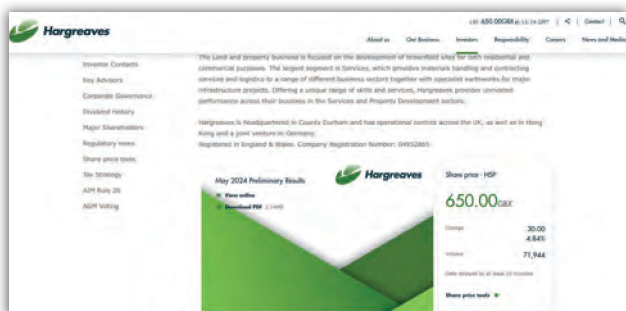 Hargreaves
LSE: 650.00GBX @ 15:24 GMT | Contact
About us Our Business Investors Responsibility Careers News and Media
Investor Contacts
Key Advisors
Corporate Governance
Dividend History
Major Shareholders
Regulatory news
Share price tools
Tax Strategy
AIM Rule 26
AGM Voting
The Land and property business is focused on the development of brownfield sites for both residential and
commercial purposes. The largest segment is Services, which provides materials handling and contracting
services and logistics to a range of different business sectors together with specialist earthworks for major
infrastructure projects. Offering a unique range of skills and services, Hargreaves provides unrivalled
performance across their business in the Services and Property Development sectors.
Hargreaves is headquartered in County Durham and has operational centres across the UK, as well as in Hong
Kong and a joint venture in Germany.
Registered in England & Wales. Company Registration Number:
May 2024 Preliminary Results
View online
Download PDF
Hargreaves
Share price - HSP
650.00GBX
Change 30.00
4.84%
Volume 71,944
Data delayed by at least 15 minutes
Share price tools